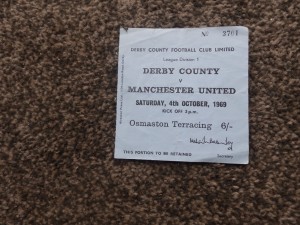 No 2701
DERBY COUNTY FOOTBALL CLUB LIMITED
League Division 1
DERBY COUNTY
v
MANCHESTER UNITED
SATURDAY, 4th OCTOBER, 1969
KICK OFF 3 p.m.
Osmaston Terracing 6/-
Secretary
THIS PORTION TO BE RETAINED